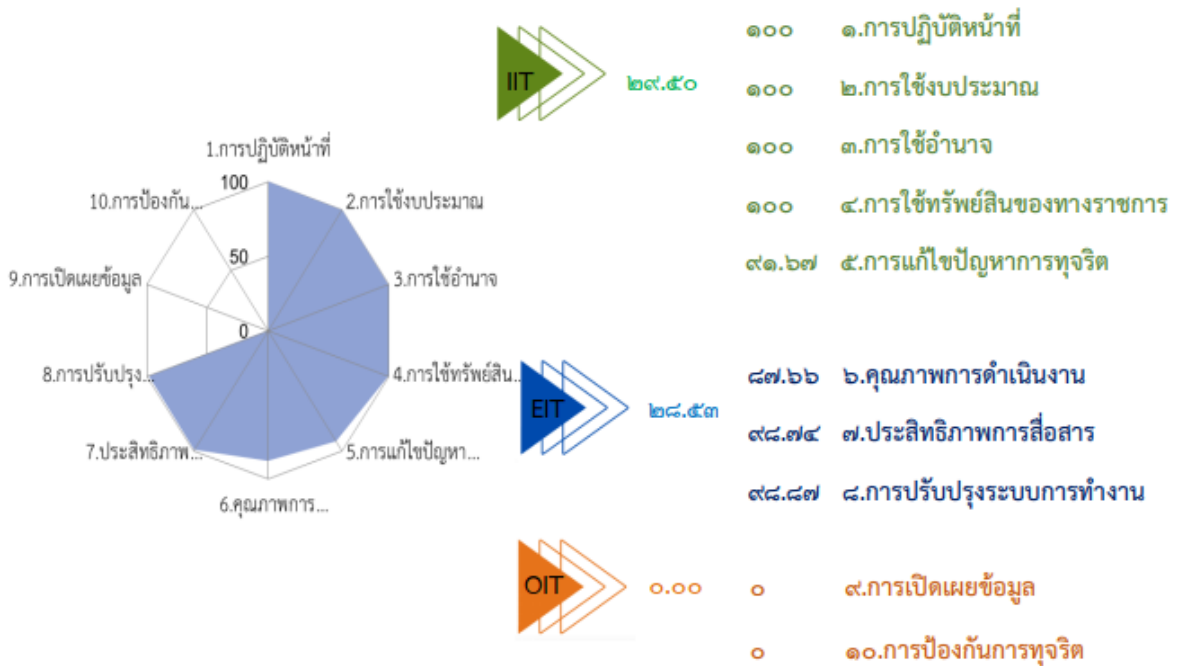 1.การปฏิบัติหน้าที่
100
10.การป้องกัน...
2.การใช้งบประมาณ
50
9.การเปิดเผยข้อมูล
3.การใช้อำนาจ
0
8.การปรับปรุง...
4.การใช้ทรัพย์สิน...
7.ประสิทธิภาพ...
5.การแก้ไขปัญหา...
6.คุณภาพการ...
IIT
๒๙.๕๐
๑๐๐ ๑.การปฏิบัติหน้าที่
๑๐๐ ๒.การใช้งบประมาณ
๑๐๐ ๓.การใช้อำนาจ
๑๐๐ ๔.การใช้ทรัพย์สินของทางราชการ
๙๑.๖๗ ๕.การแก้ไขปัญหาการทุจริต
EIT
๒๘.๕๓
๘๗.๖๖ ๖.คุณภาพการดำเนินงาน
๙๘.๗๔ ๗.ประสิทธิภาพการสื่อสาร
๙๘.๘๗ ๘.การปรับปรุงระบบการทำงาน
OIT
๐.๐๐
๐ ๙.การเปิดเผยข้อมูล
๐ ๑๐.การป้องกันการทุจริต